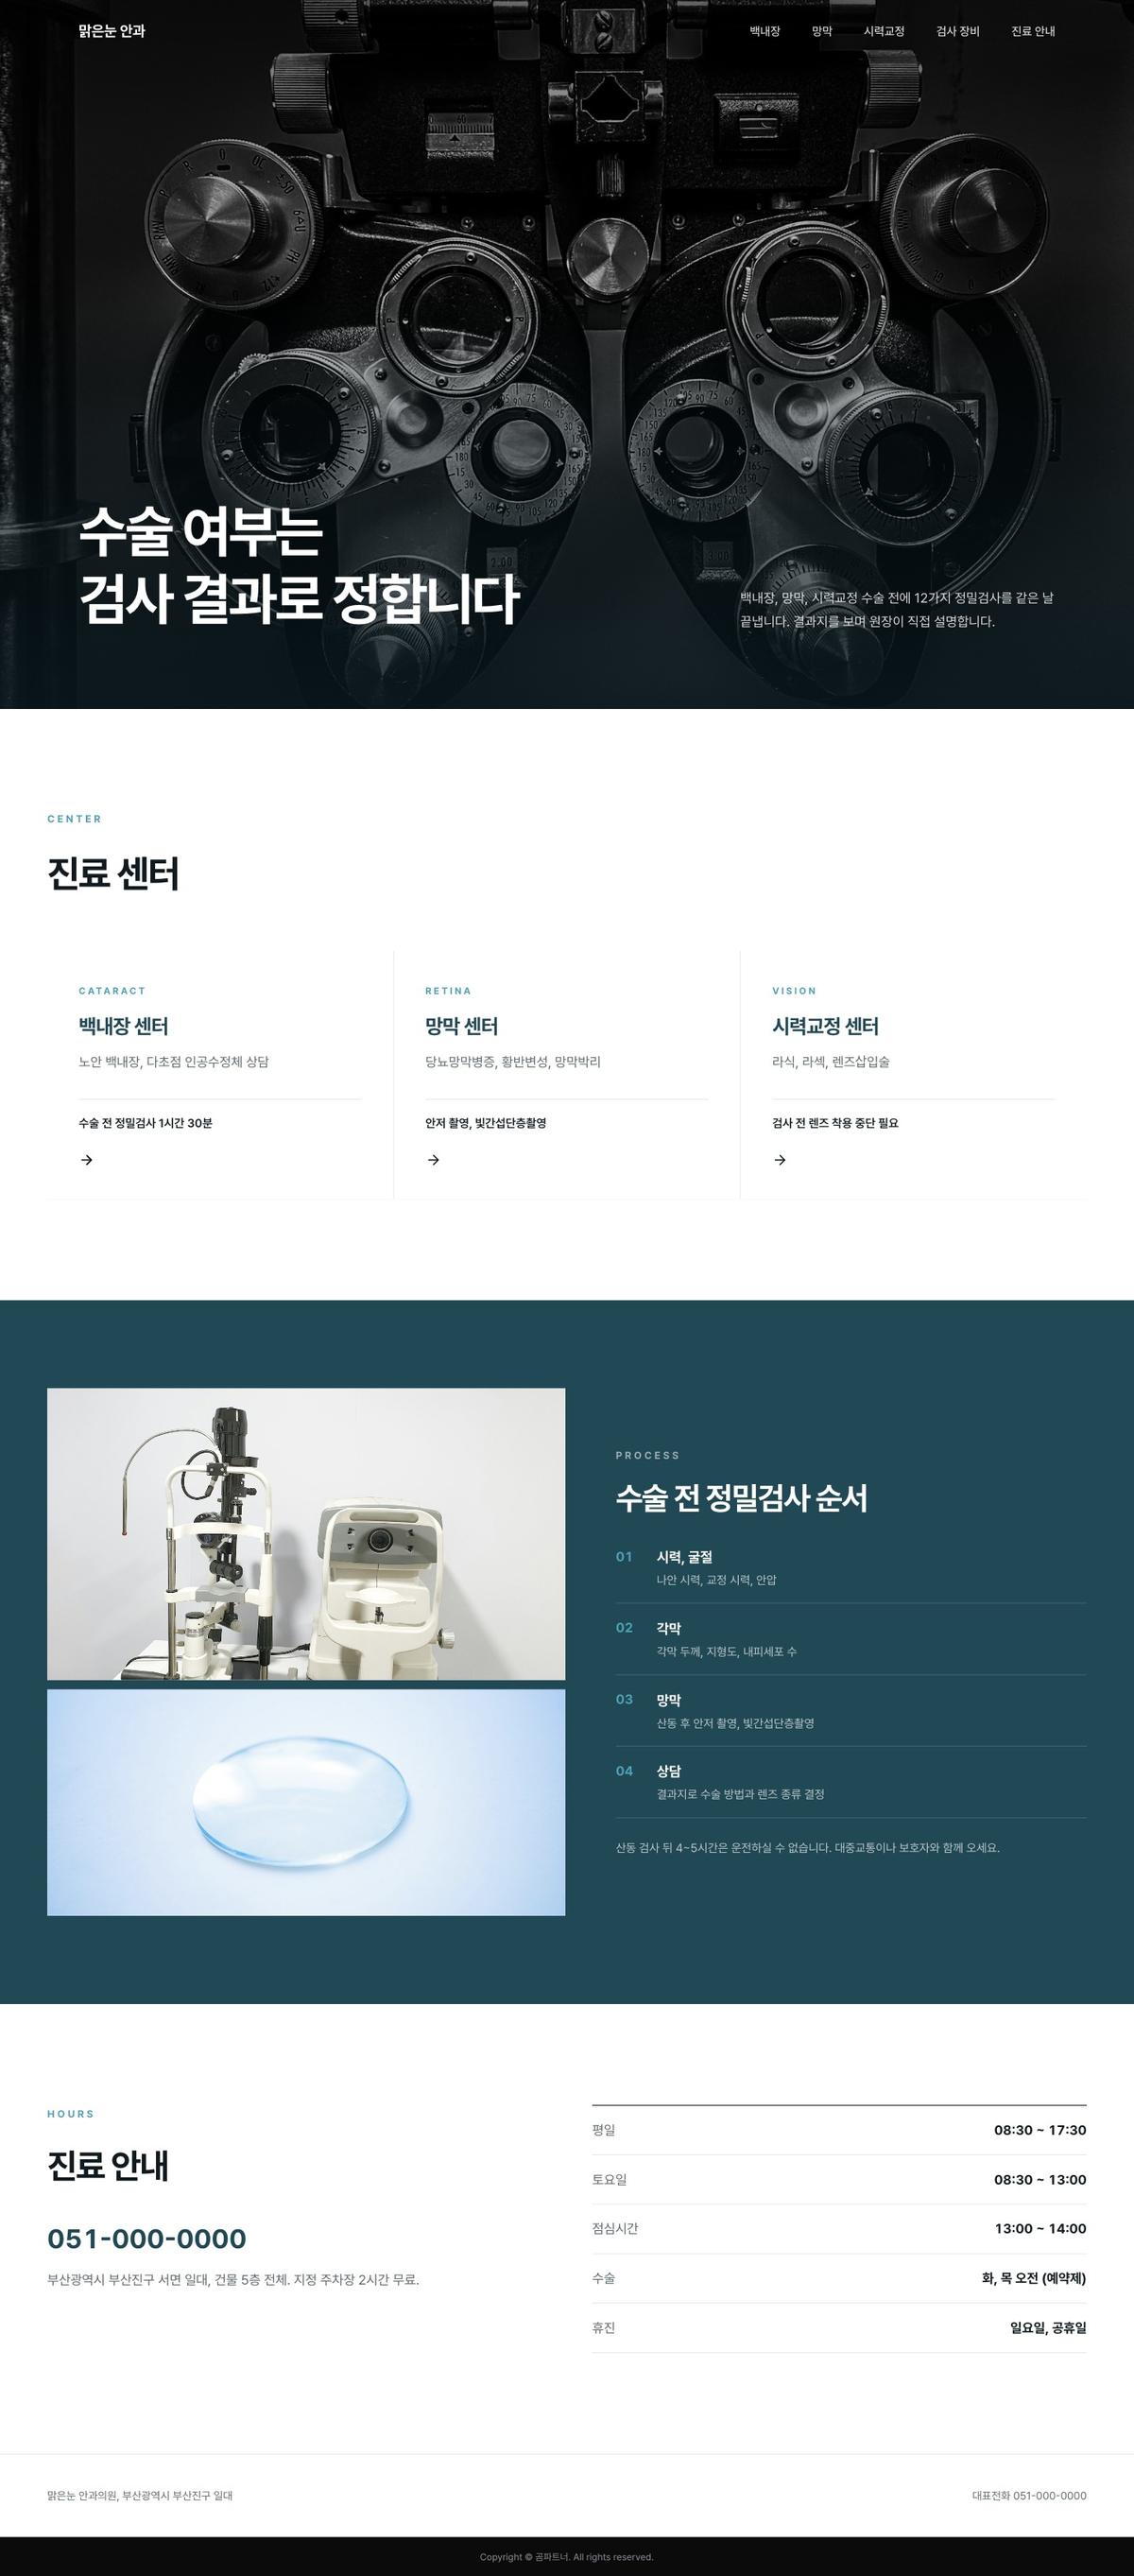 맑은눈 안과
백내장 망막 시력교정 검사 장비 진료 안내
수술 여부는
검사 결과로 정합니다
백내장, 망막, 시력교정 수술 전에 12가지 정밀검사를 같은 날
끝냅니다. 결과지를 보며 원장이 직접 설명합니다.
CENTER
진료 센터
CATARACT
백내장 센터
노안 백내장, 다초점 인공수정체 상담
수술 전 정밀검사 1시간 30분
RETINA
망막 센터
당뇨망막병증, 황반변성, 망막박리
안저 촬영, 빛간섭단층촬영
VISION
시력교정 센터
라식, 라섹, 렌즈삽입술
검사 전 렌즈 착용 중단 필요
PROCESS
수술 전 정밀검사 순서
01 시력, 굴절
나안 시력, 교정 시력, 안압
02 각막
각막 두께, 지형도, 내피세포 수
03 망막
산동 후 안저 촬영, 빛간섭단층촬영
04 상담
결과지로 수술 방법과 렌즈 종류 결정
산동 검사 뒤 4~5시간은 운전하실 수 없습니다. 대중교통이나 보호자와 함께 오세요.
HOURS
진료 안내
051-000-0000
부산광역시 부산진구 서면 일대, 건물 5층 전체. 지정 주차장 2시간 무료.
평일 08:30 ~ 17:30
토요일 08:30 ~ 13:00
점심시간 13:00 ~ 14:00
수술 화, 목 오전 (예약제)
휴진 일요일, 공휴일
맑은눈 안과의원, 부산광역시 부산진구 일대
대표전화 051-000-0000
Copyright © 곰파트너. All rights reserved.